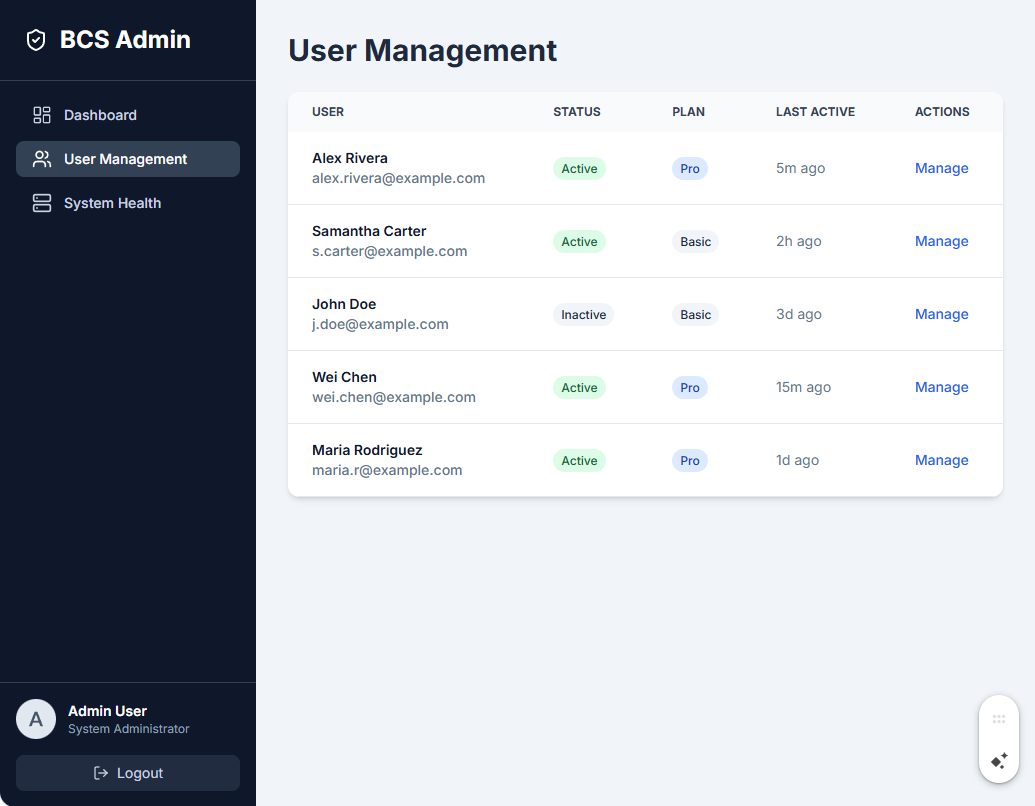 BCS Admin
Dashboard
User Management
System Health
A
Admin User
System Administrator
Logout
User Management
USER STATUS PLAN LAST ACTIVE ACTIONS
Alex Rivera
alex.rivera@example.com
Active Pro 5m ago Manage
Samantha Carter
s.carter@example.com
Active Basic 2h ago Manage
John Doe
j.doe@example.com
Inactive Basic 3d ago Manage
Wei Chen
wei.chen@example.com
Active Pro 15m ago Manage
Maria Rodriguez
maria.r@example.com
Active Pro 1d ago Manage